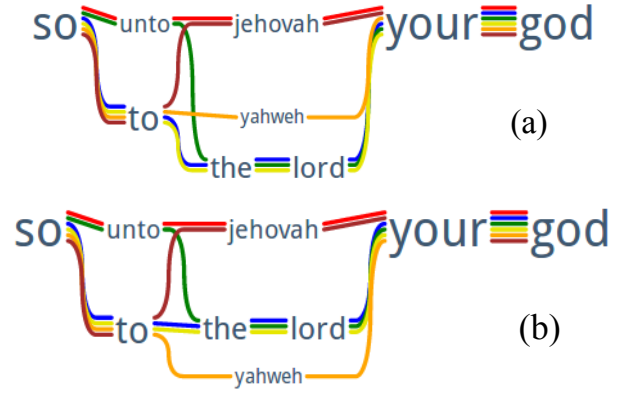 so unto jehovah your god
to yahweh (a)
the lord
so unto jehovah your god
to the lord (b)
yahweh